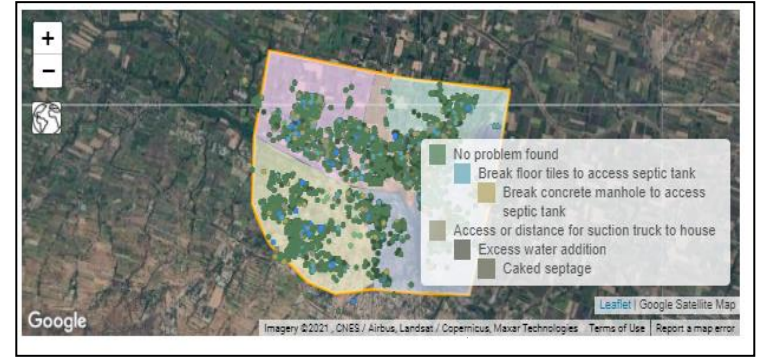 +
−
No problem found
Break floor tiles to access septic tank
Break concrete manhole to access
septic tank
Access or distance for suction truck to house
Excess water addition
Caked septage
Leaflet | Google Satellite Map
Google
Imagery ©2021 , CNES / Airbus, Landsat / Copernicus, Maxar Technologies Terms of Use Report a map error